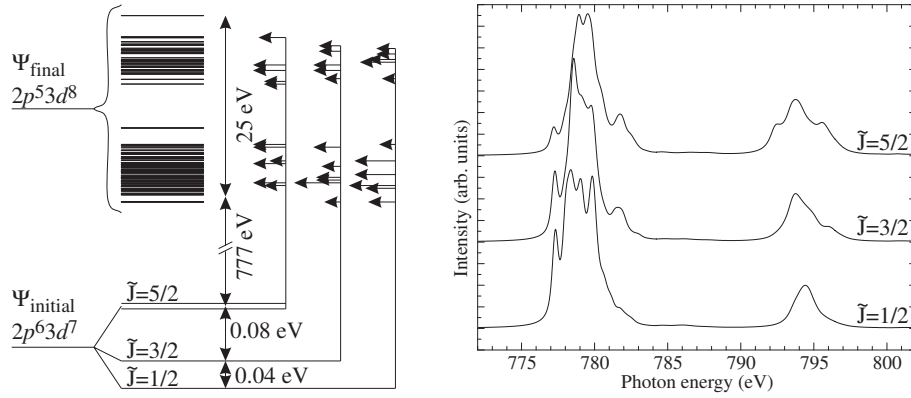 Ψfinal
2p⁵3d⁸
25 eV
777 eV
Ψinitial
2p⁶3d⁷
J̃=5/2
0.08 eV
J̃=3/2
0.04 eV
J̃=1/2
Intensity (arb. units)
J̃=5/2
J̃=3/2
J̃=1/2
775 780 785 790 795 800
Photon energy (eV)